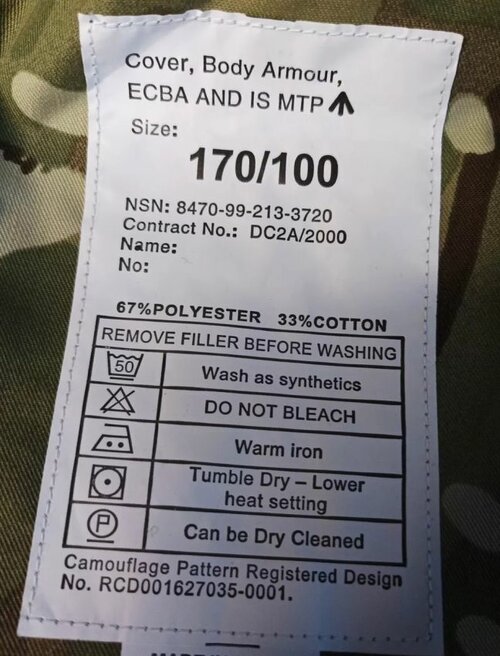 Cover, Body Armour,
ECBA AND IS MTP
Size:
170/100
NSN: 8470-99-213-3720
Contract No.: DC2A/2000
Name:
No:
67%POLYESTER 33%COTTON
REMOVE FILLER BEFORE WASHING
50 Wash as synthetics
DO NOT BLEACH
Warm iron
Tumble Dry – Lower
heat setting
P Can be Dry Cleaned
Camouflage Pattern Registered Design
No. RCD001627035-0001.